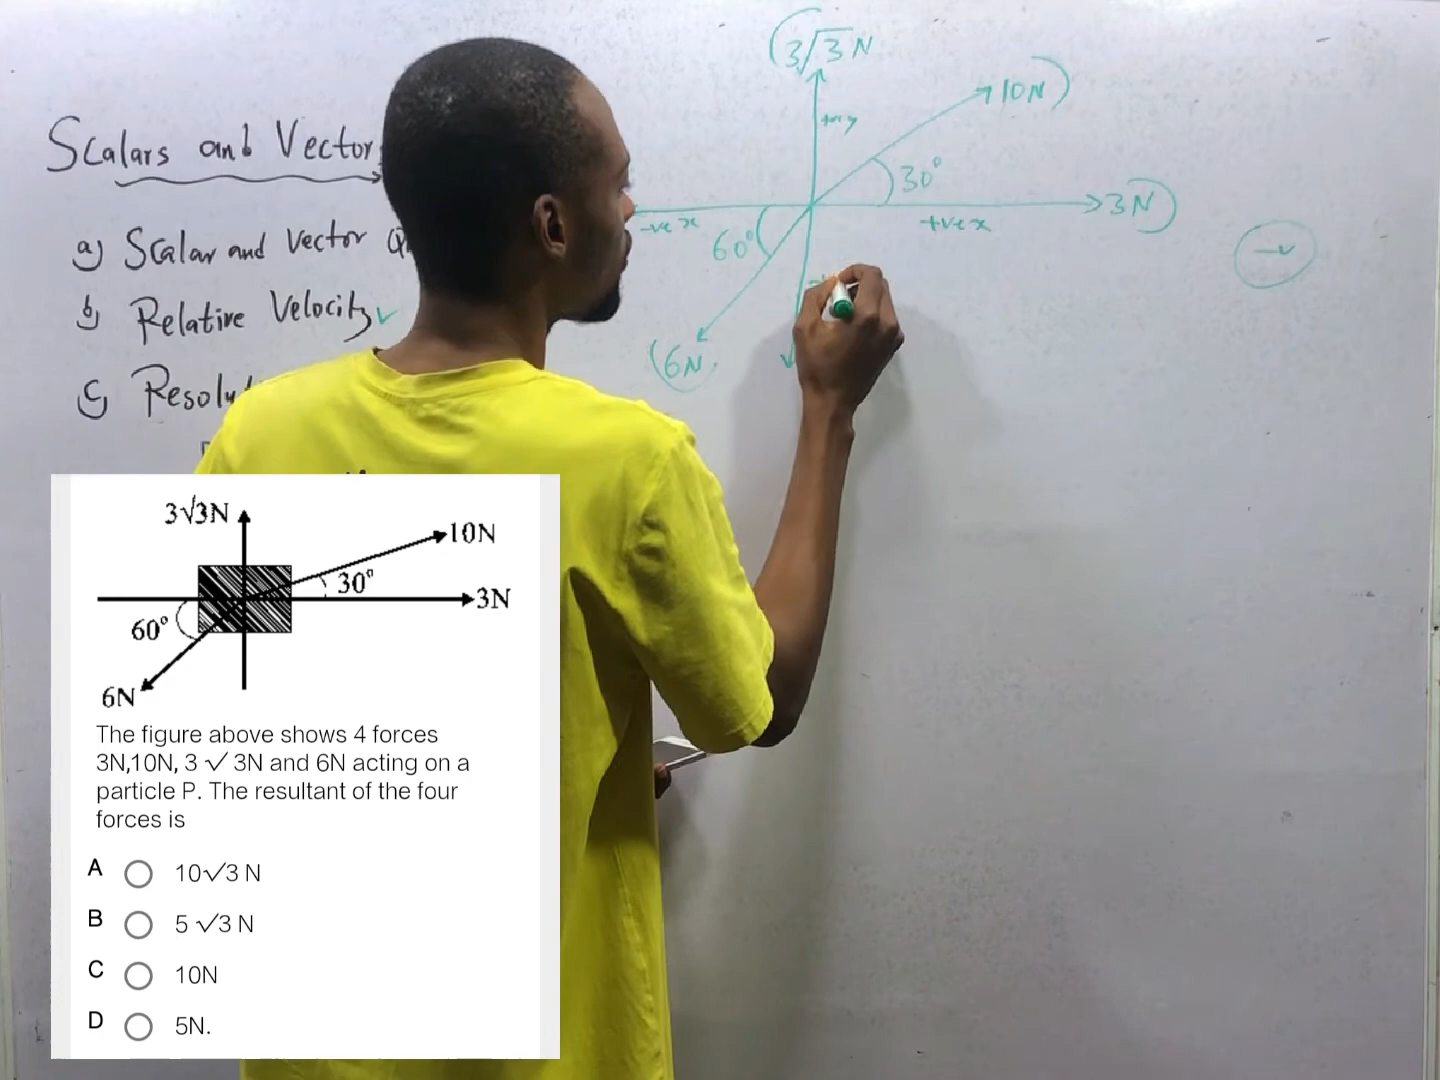 Scalars and Vector
a) Scalar and Vector
b) Relative Velocity
c) Resolu
3√3N
10N
30°
3N
+ve y
-ve x
+ve x
60°
6N
-v
3√3N
10N
30°
3N
60°
6N
The figure above shows 4 forces
3N,10N, 3 √ 3N and 6N acting on a
particle P. The resultant of the four
forces is
A 10√3 N
B 5 √3 N
C 10N
D 5N.